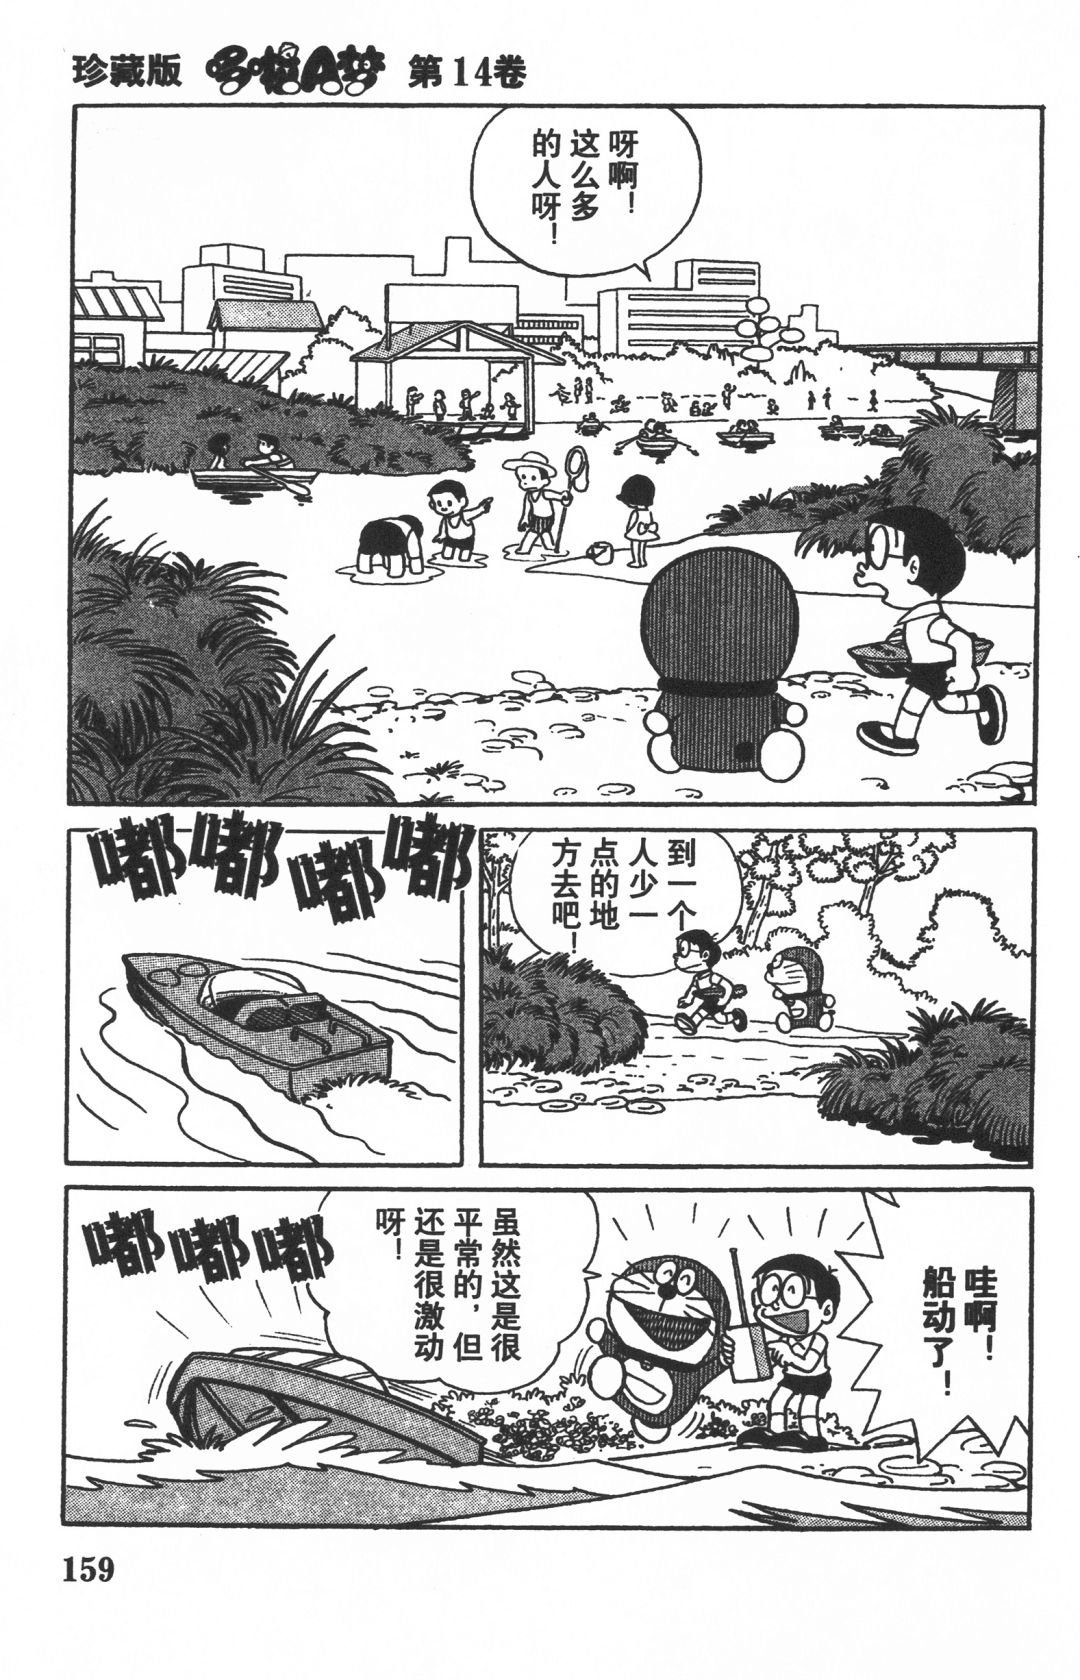 珍藏版 哆啦A梦 第14卷
呀啊！
这么多
的人呀！
到一个
人少一
点的地
方去吧！
嘟嘟嘟嘟
哇啊！
船动了！
虽然这是很
平常的，但
还是很激动
呀！
嘟嘟嘟
159